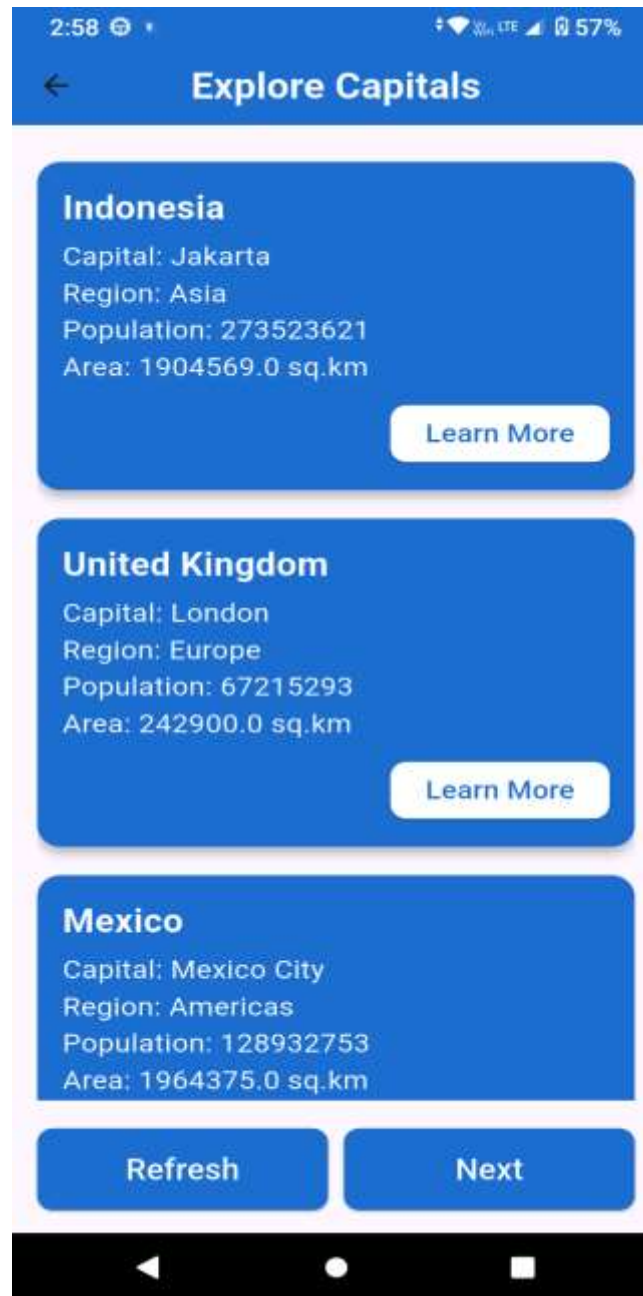 2:58
LTE 57%
Explore Capitals
Indonesia
Capital: Jakarta
Region: Asia
Population: 273523621
Area: 1904569.0 sq.km
Learn More
United Kingdom
Capital: London
Region: Europe
Population: 67215293
Area: 242900.0 sq.km
Learn More
Mexico
Capital: Mexico City
Region: Americas
Population: 128932753
Area: 1964375.0 sq.km
Refresh
Next